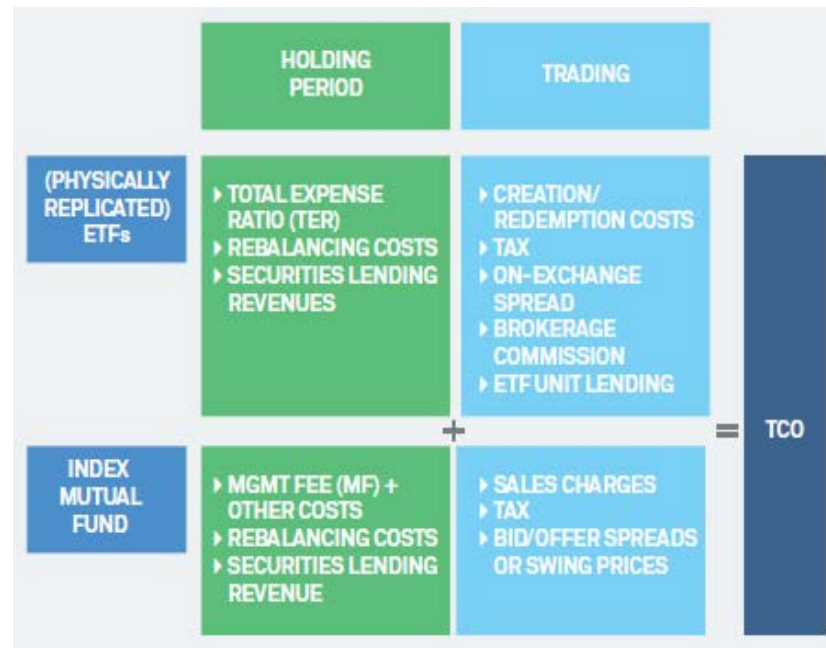 HOLDING
PERIOD
TRADING
(PHYSICALLY
REPLICATED)
ETFs
TOTAL EXPENSE
RATIO (TER)
REBALANCING COSTS
SECURITIES LENDING
REVENUES
CREATION/
REDEMPTION COSTS
TAX
ON-EXCHANGE
SPREAD
BROKERAGE
COMMISSION
ETF UNIT LENDING
+
=
TCO
INDEX
MUTUAL
FUND
MGMT FEE (MF) +
OTHER COSTS
REBALANCING COSTS
SECURITIES LENDING
REVENUE
SALES CHARGES
TAX
BID/OFFER SPREADS
OR SWING PRICES